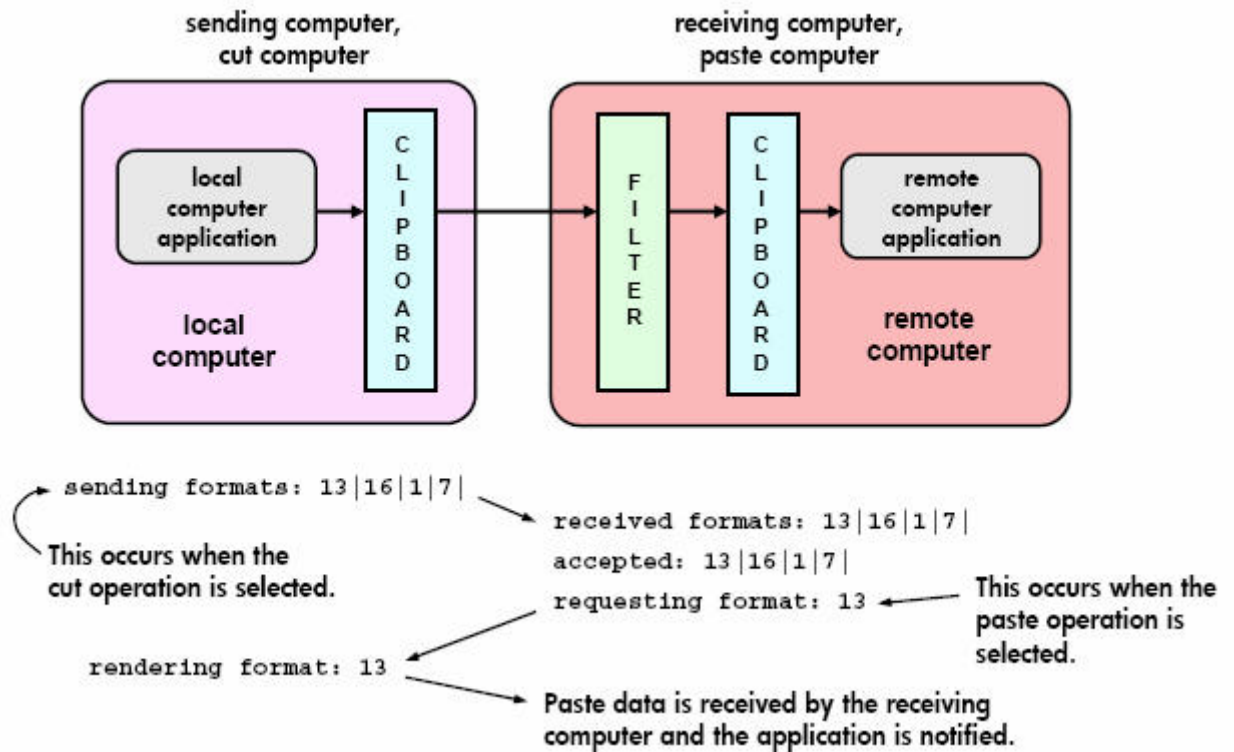 sending computer,
cut computer
receiving computer,
paste computer
local
computer
application
CLIPBOARD
local
computer
FILTER
CLIPBOARD
remote
computer
application
remote
computer
sending formats: 13|16|1|7|
This occurs when the
cut operation is selected.
received formats: 13|16|1|7|
accepted: 13|16|1|7|
requesting format: 13
This occurs when the
paste operation is
selected.
rendering format: 13
Paste data is received by the receiving
computer and the application is notified.